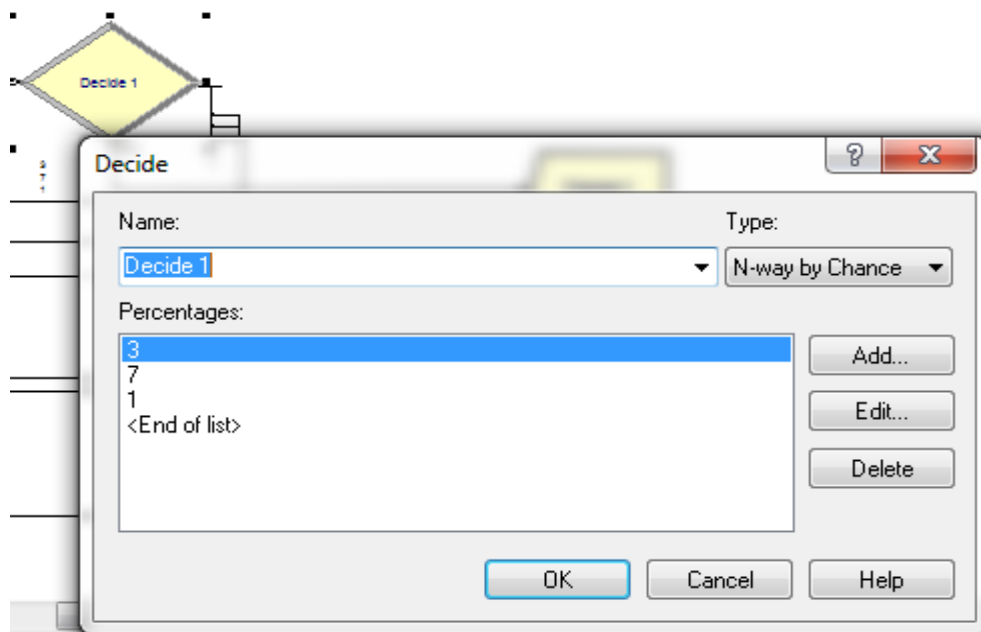 Decide 1
Decide
Name:
Type:
Decide 1
N-way by Chance
Percentages:
3
7
1
<End of list>
Add...
Edit...
Delete
OK
Cancel
Help